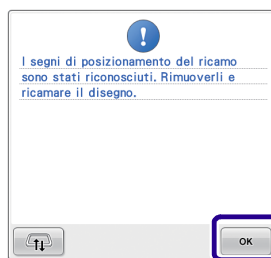 I segni di posizionamento del ricamo
sono stati riconosciuti. Rimuoverli e
ricamare il disegno.
OK